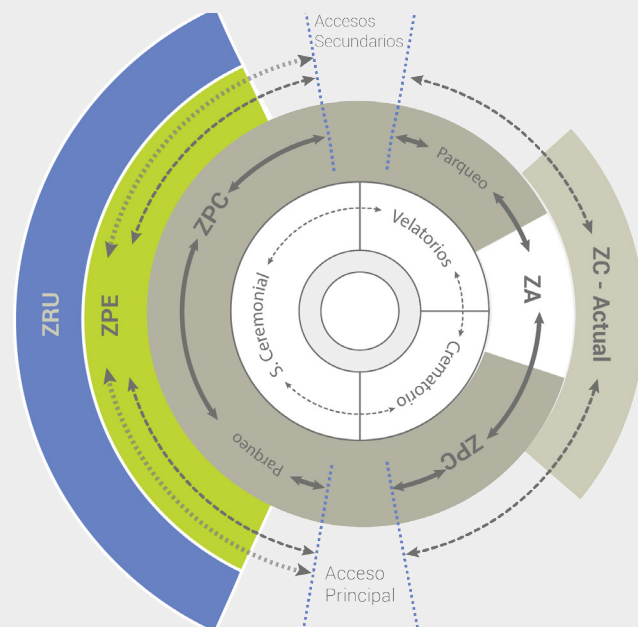 Accesos
Secundarios
Parqueo
ZPC
Velatorios
ZRU
ZPE
S. Ceremonial
ZA
ZC - Actual
Crematorio
Parqueo
ZPC
Acceso
Principal